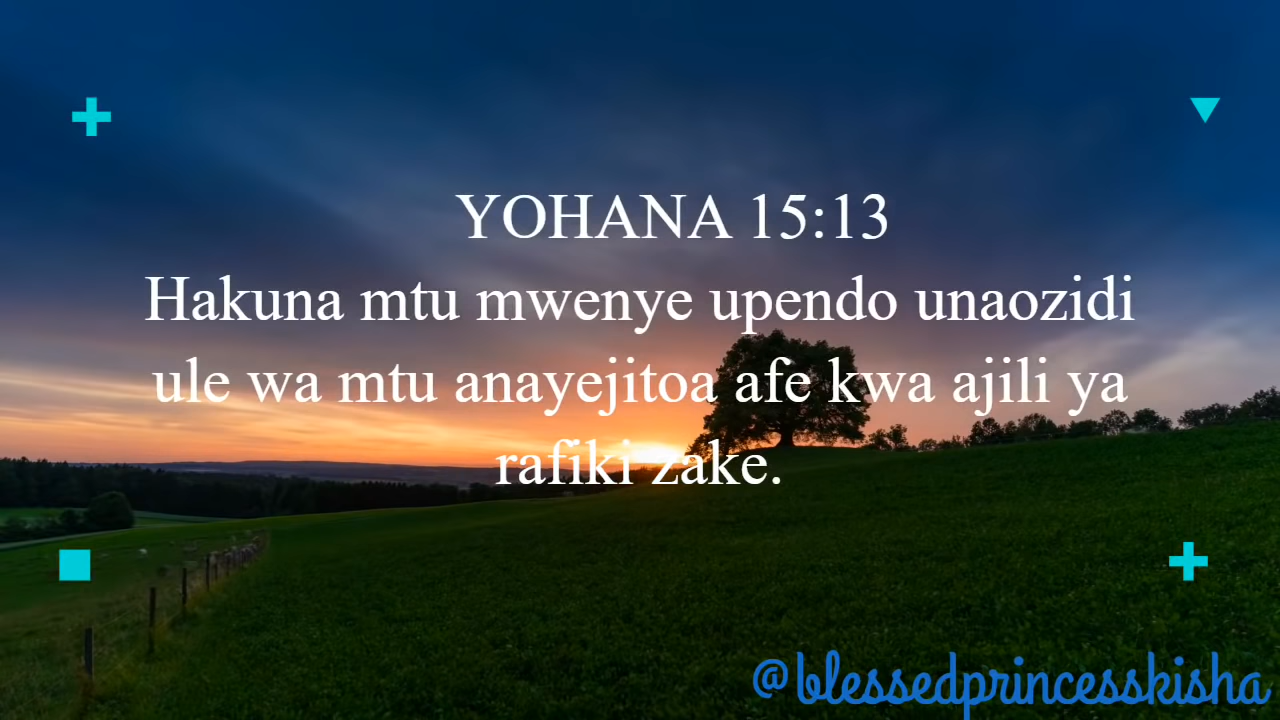 YOHANA 15:13
Hakuna mtu mwenye upendo unaozidi
ule wa mtu anayejitoa afe kwa ajili ya
rafiki zake.
@blessedprincesskisha